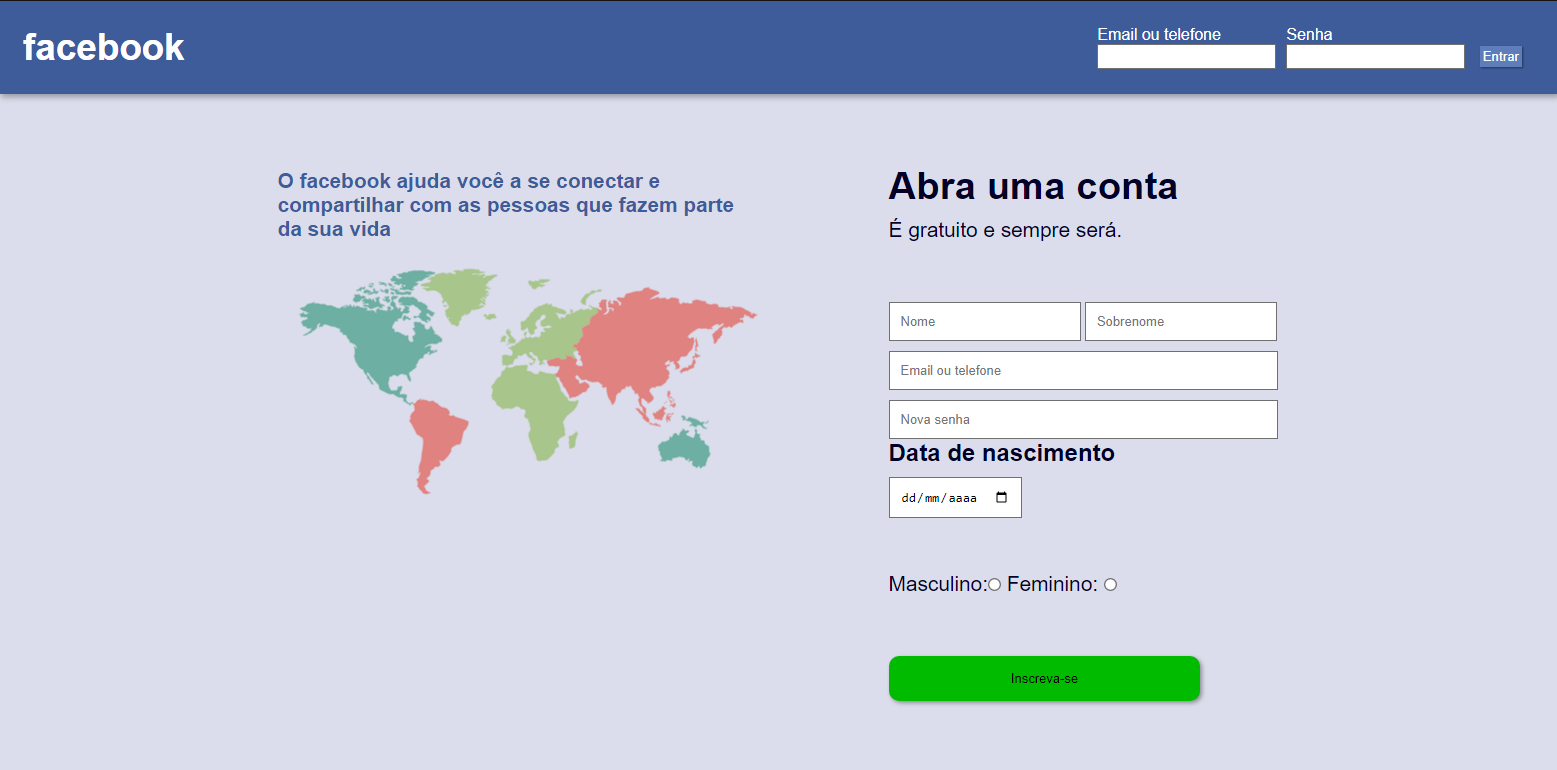 facebook
Email ou telefone Senha
Entrar
O facebook ajuda você a se conectar e
compartilhar com as pessoas que fazem parte
da sua vida
Abra uma conta
É gratuito e sempre será.
Nome Sobrenome
Email ou telefone
Nova senha
Data de nascimento
dd/mm/aaaa
Masculino: Feminino:
Inscreva-se